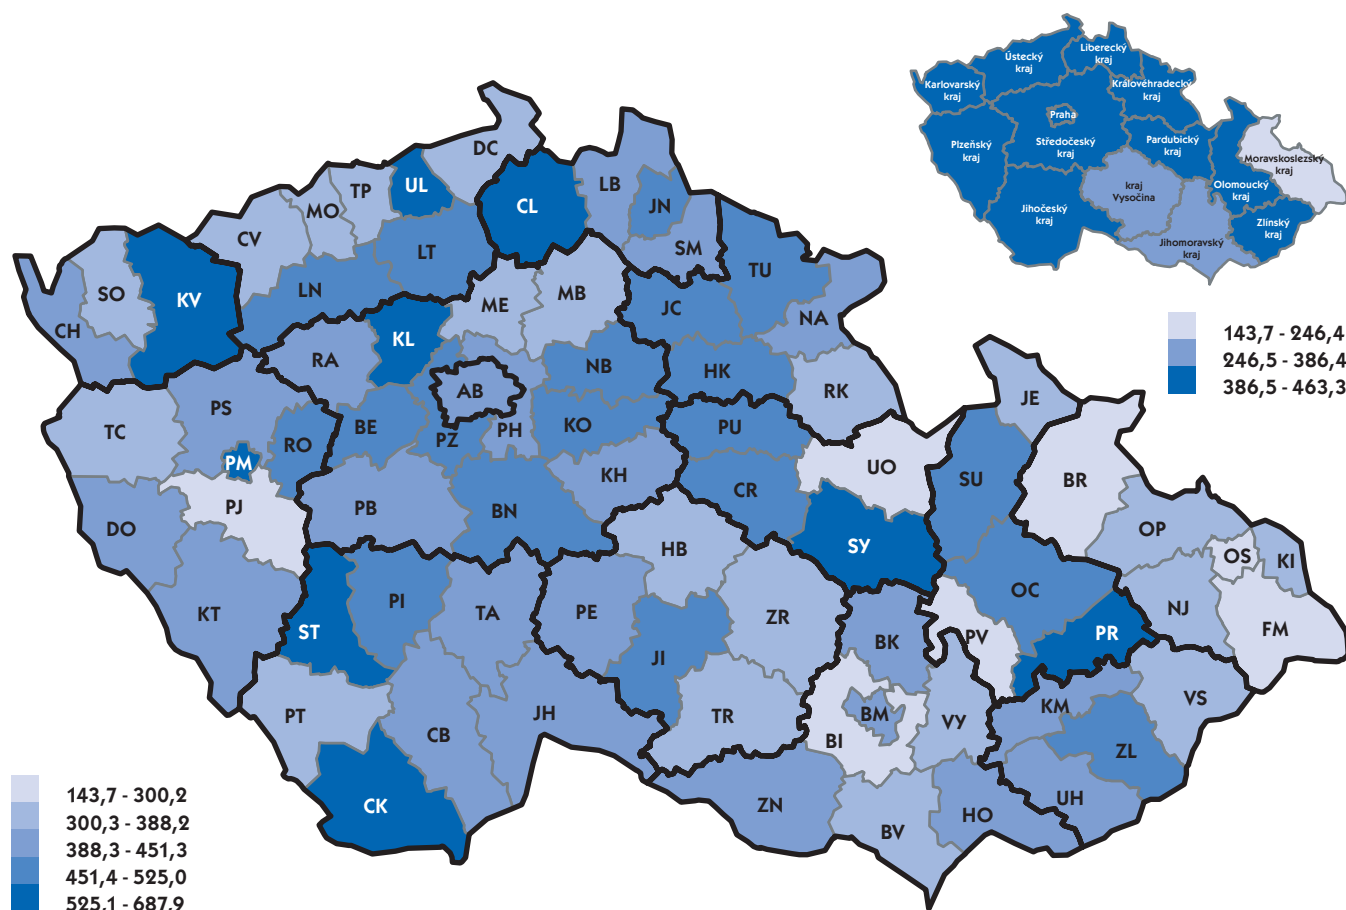 Ústecký
kraj
Liberecký
kraj
Karlovarský
kraj
Královéhradecký
kraj
Praha
Plzeňský
kraj
Středočeský
kraj
Pardubický
kraj
Moravskoslezský
kraj
kraj
Vysočina
Olomoucký
kraj
Jihočeský
kraj
Zlínský
kraj
Jihomoravský
kraj
143,7 - 246,4
246,5 - 386,4
386,5 - 463,3
DC
TP
UL
LB
CL
JN
MO
CV
SM
LT
TU
SO
KV
LN
ME
MB
JC
NA
CH
RA
KL
NB
HK
RK
AB
JE
PS
TC
RO
BE
PZ
PH
KO
PU
UO
PM
KH
CR
SU
BR
PJ
PB
BN
DO
OP
SY
HB
OS
KI
OC
KT
ST
PI
TA
PE
ZR
NJ
FM
BK
PV
PR
JI
PT
CB
JH
TR
BI
BM
VY
KM
VS
ZL
CK
ZN
BV
HO
UH
143,7 - 300,2
300,3 - 388,2
388,3 - 451,3
451,4 - 525,0
525,1 - 687,9